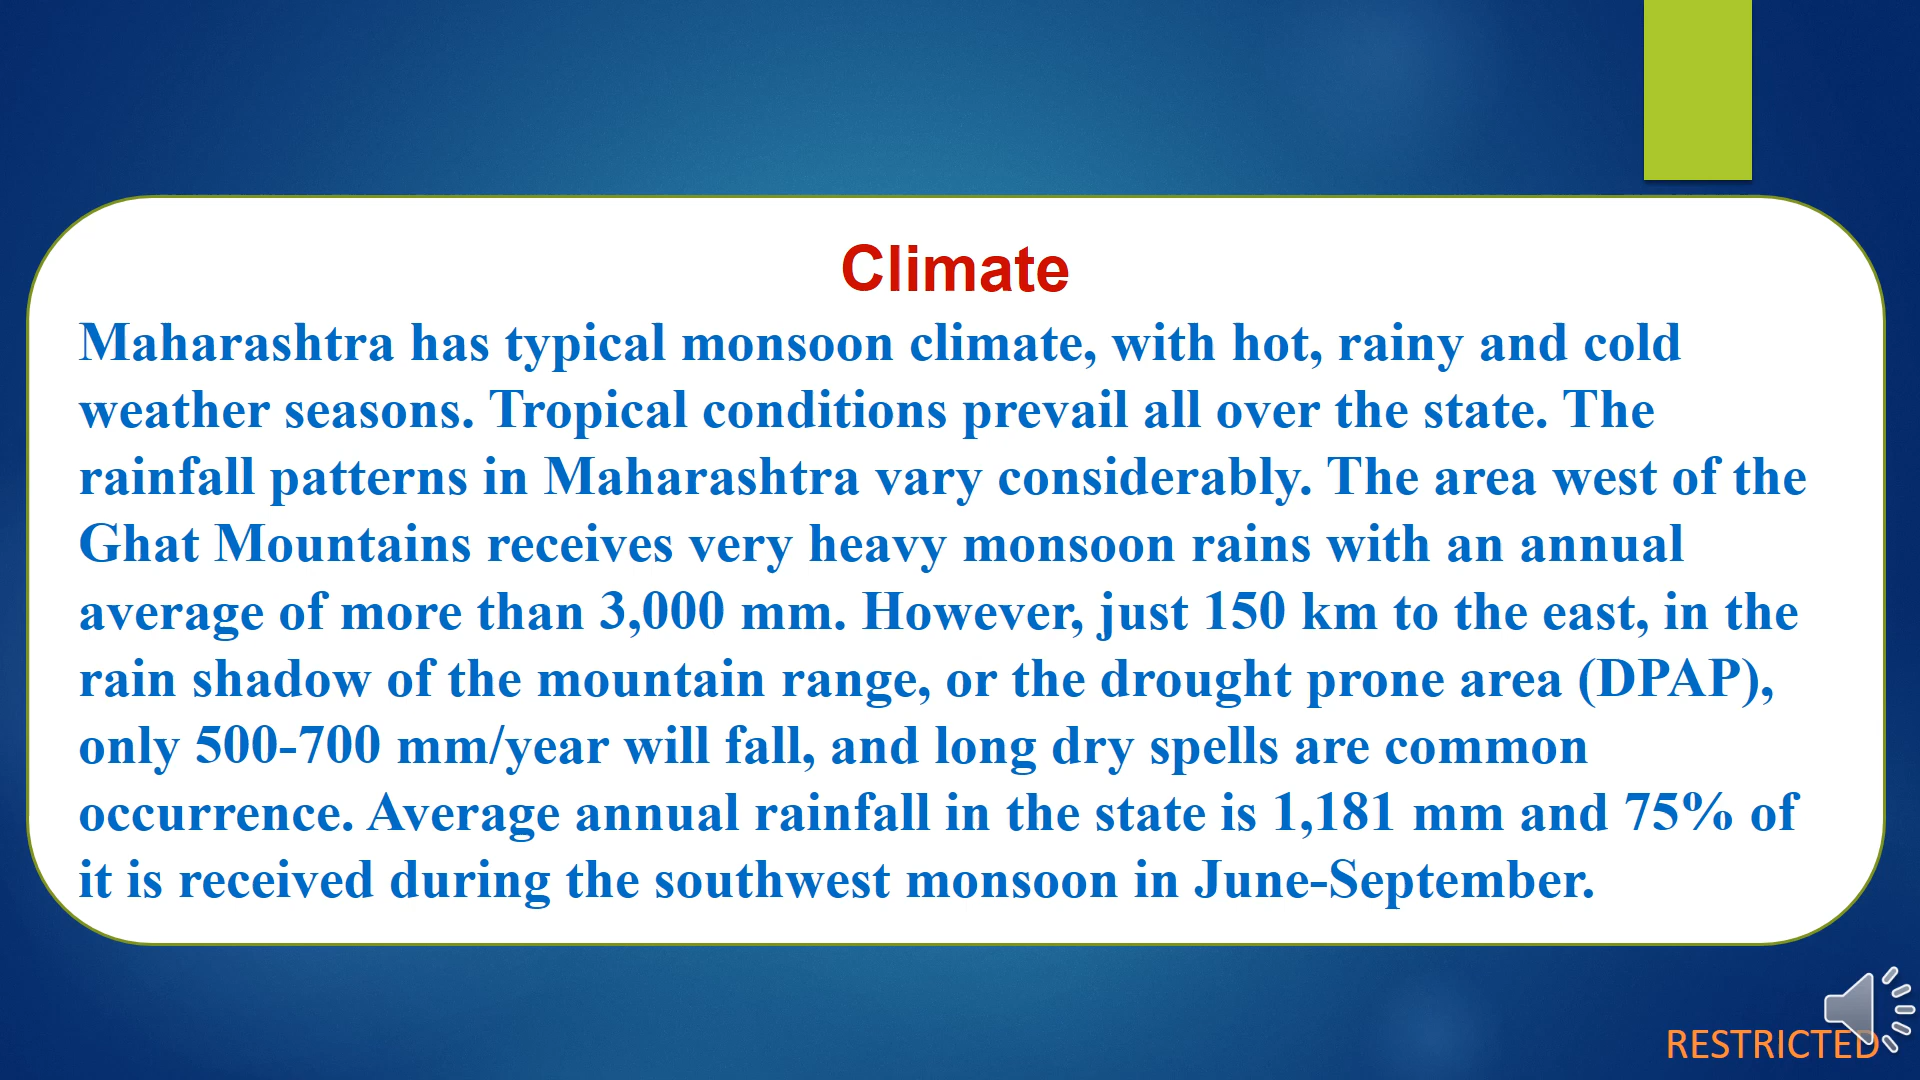 Climate
Maharashtra has typical monsoon climate, with hot, rainy and cold
weather seasons. Tropical conditions prevail all over the state. The
rainfall patterns in Maharashtra vary considerably. The area west of the
Ghat Mountains receives very heavy monsoon rains with an annual
average of more than 3,000 mm. However, just 150 km to the east, in the
rain shadow of the mountain range, or the drought prone area (DPAP),
only 500-700 mm/year will fall, and long dry spells are common
occurrence. Average annual rainfall in the state is 1,181 mm and 75% of
it is received during the southwest monsoon in June-September.
RESTRICTED